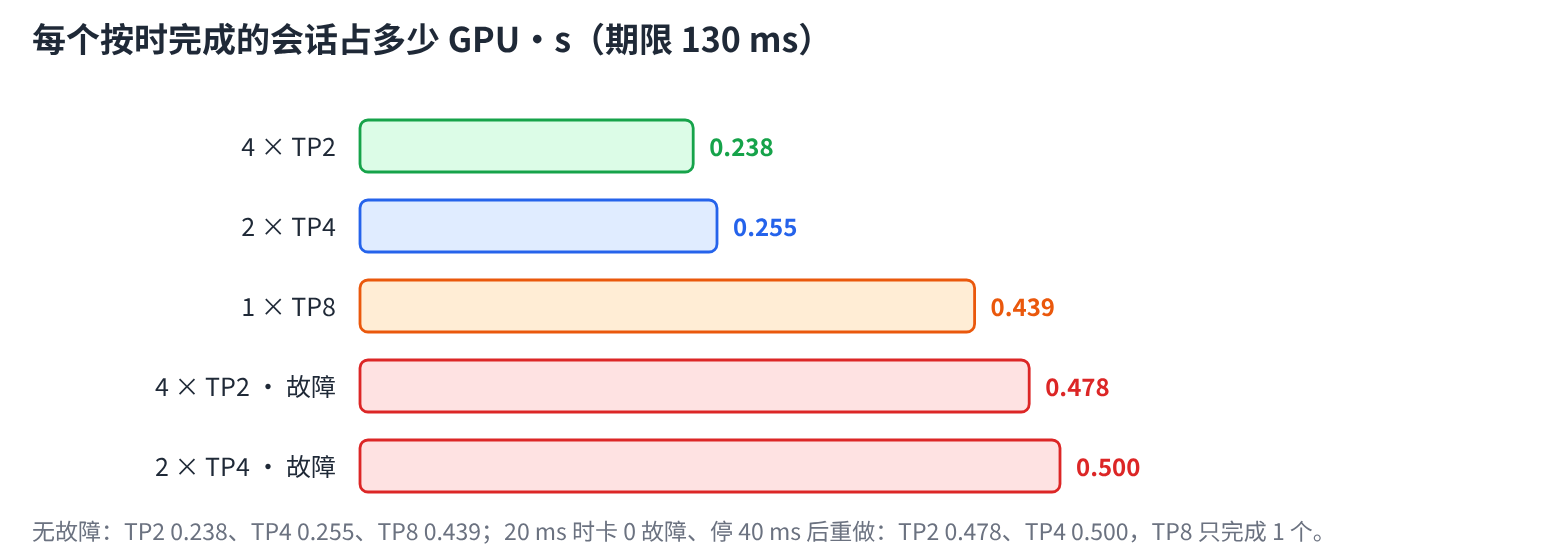 每个按时完成的会话占多少 GPU·s（期限 130 ms）
4 × TP2 0.238
2 × TP4 0.255
1 × TP8 0.439
4 × TP2 · 故障 0.478
2 × TP4 · 故障 0.500
无故障：TP2 0.238、TP4 0.255、TP8 0.439；20 ms 时卡 0 故障、停 40 ms 后重做：TP2 0.478、TP4 0.500，TP8 只完成 1 个。